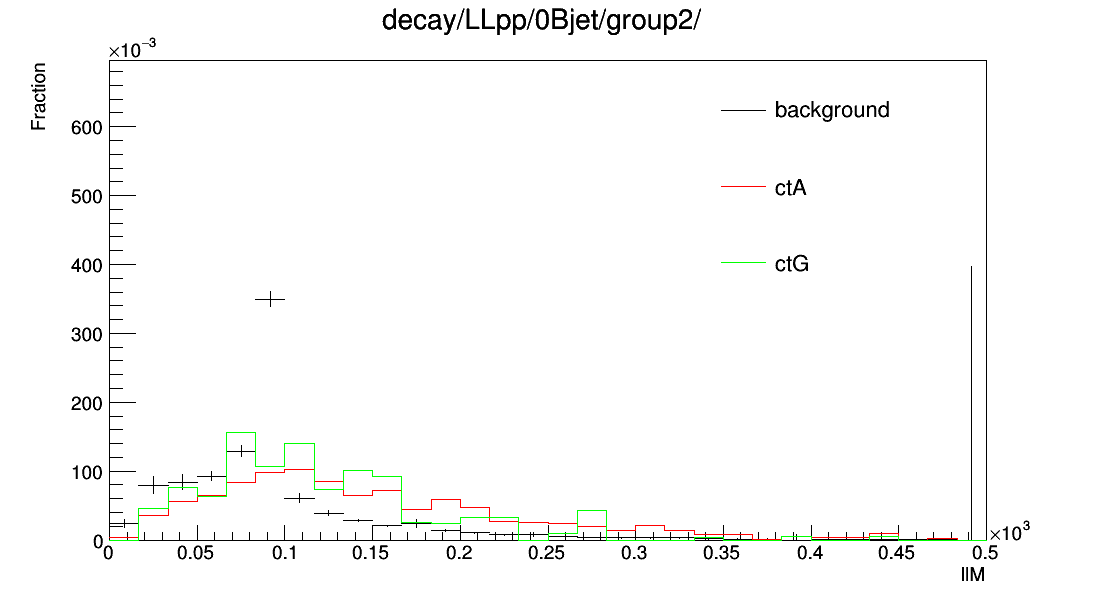 decay/LLpp/0Bjet/group2/
×10⁻³
Fraction
600
500
400
300
200
100
0
background
ctA
ctG
0 0.05 0.1 0.15 0.2 0.25 0.3 0.35 0.4 0.45 0.5
×10³
llM